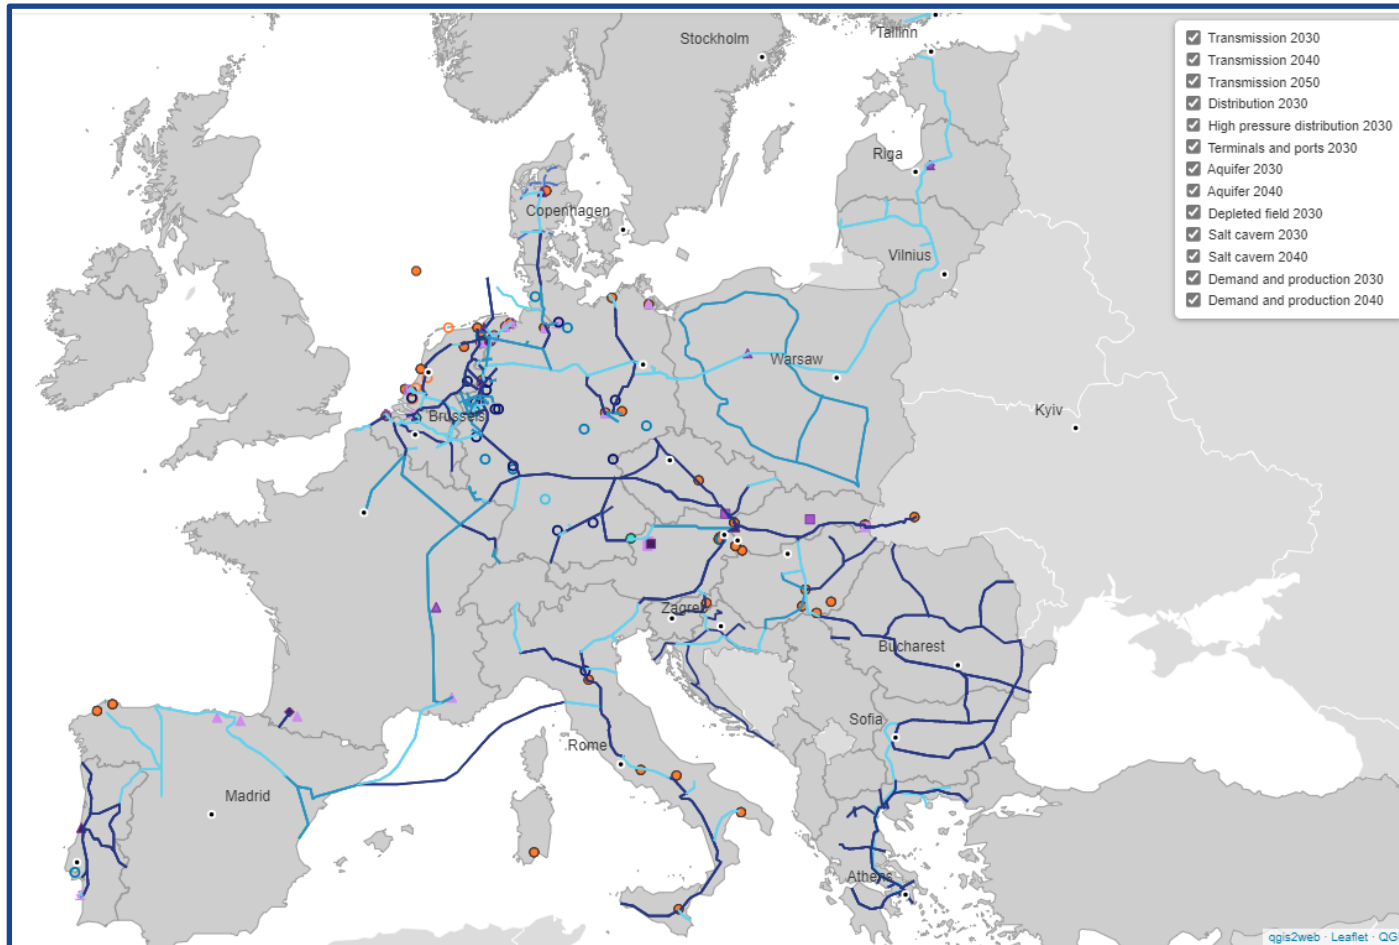 Stockholm
Tallinn
Riga
Copenhagen
Vilnius
Warsaw
Brussels
Kyiv
Zagre
Bucharest
Sofia
Rome
Madrid
Athens
Transmission 2030
Transmission 2040
Transmission 2050
Distribution 2030
High pressure distribution 2030
Terminals and ports 2030
Aquifer 2030
Aquifer 2040
Depleted field 2030
Salt cavern 2030
Salt cavern 2040
Demand and production 2030
Demand and production 2040
qgis2web · Leaflet · QG